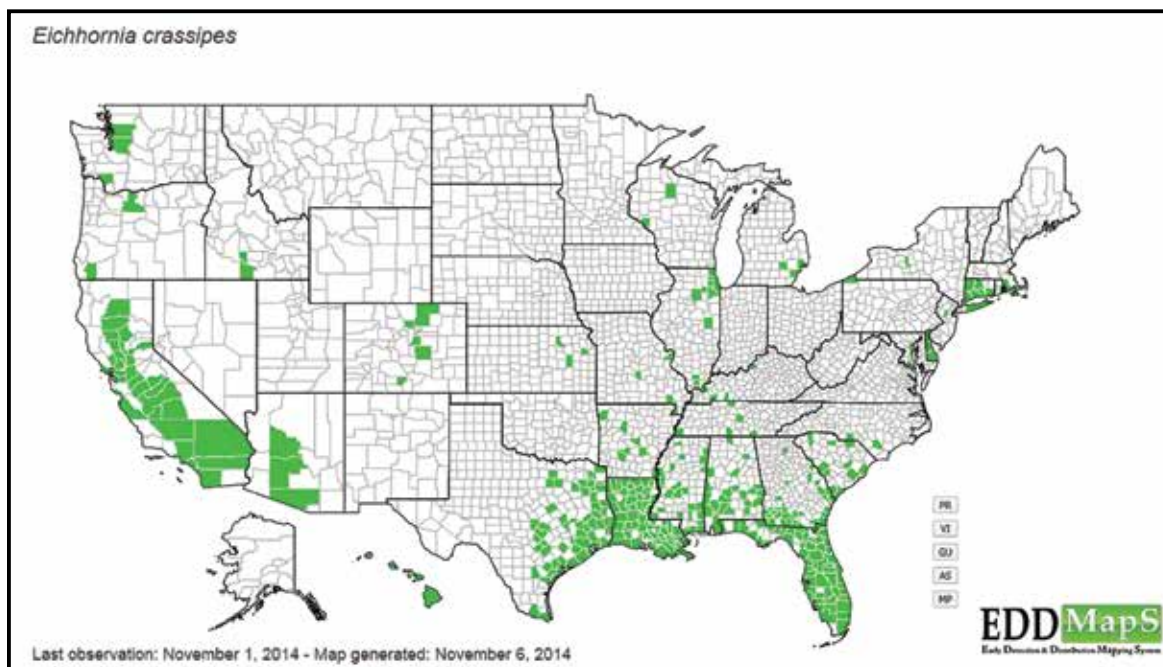 Eichhornia crassipes
PR
VI
GU
AS
MP
EDDMapS
Early Detection & Distribution Mapping System
Last observation: November 1, 2014 - Map generated: November 6, 2014